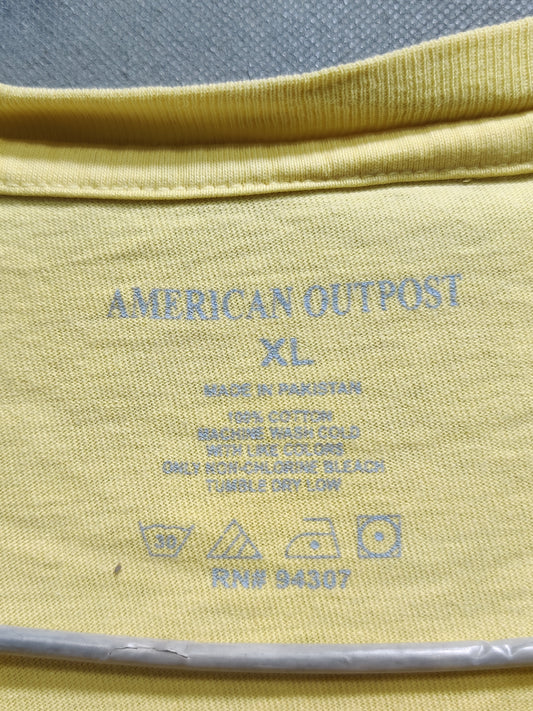 AMERICAN OUTPOST
XL
MADE IN PAKISTAN
100% COTTON
MACHINE WASH COLD
WITH LIKE COLORS
ONLY NON-CHLORINE BLEACH
TUMBLE DRY LOW
30
RN# 94307